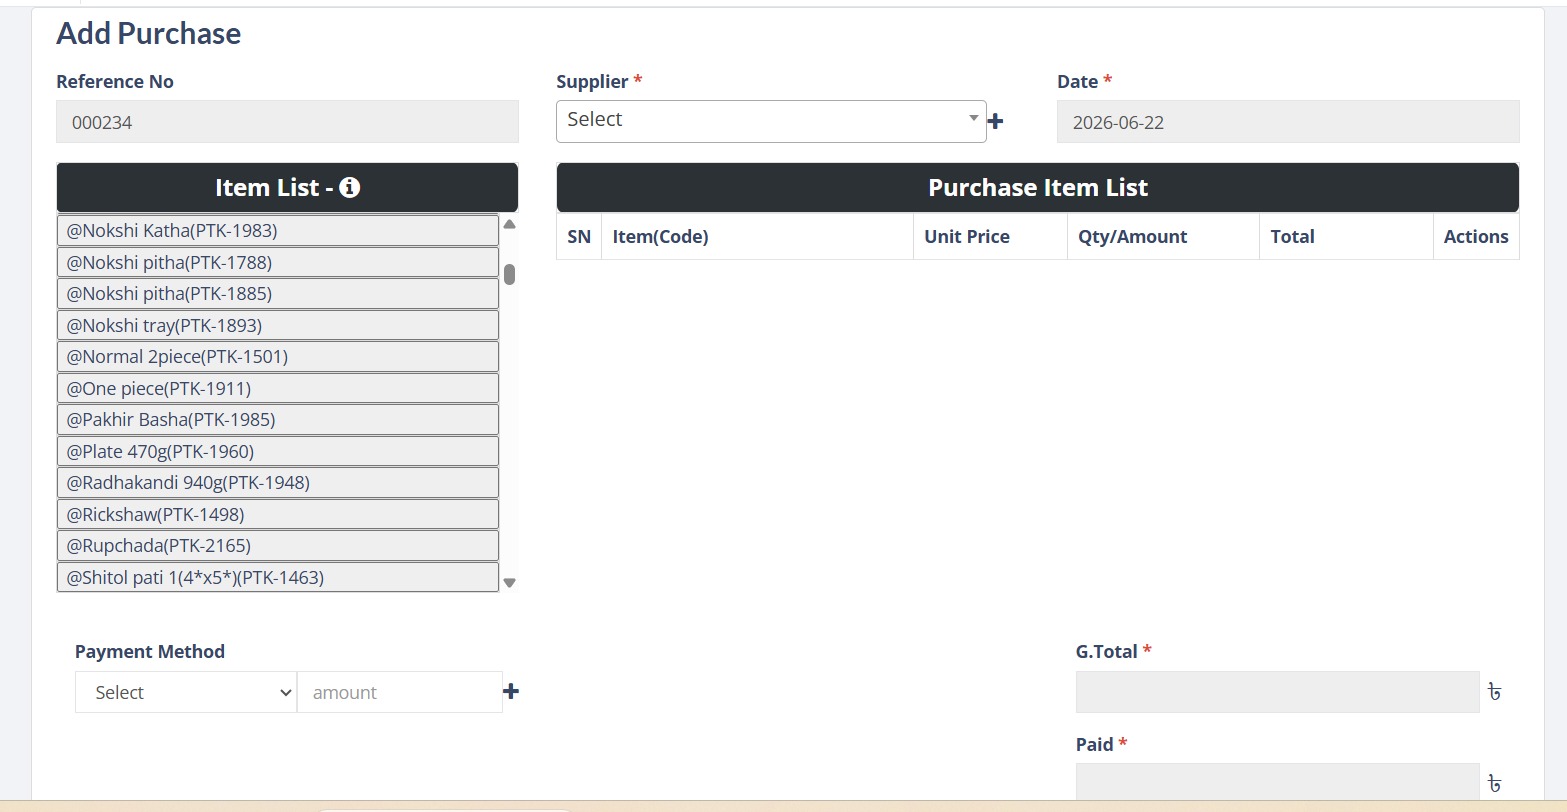 Add Purchase
Reference No
000234
Supplier *
Select
Date *
2026-06-22
Item List -
@Nokshi Katha(PTK-1983)
@Nokshi pitha(PTK-1788)
@Nokshi pitha(PTK-1885)
@Nokshi tray(PTK-1893)
@Normal 2piece(PTK-1501)
@One piece(PTK-1911)
@Pakhir Basha(PTK-1985)
@Plate 470g(PTK-1960)
@Radhakandi 940g(PTK-1948)
@Rickshaw(PTK-1498)
@Rupchada(PTK-2165)
@Shitol pati 1(4*x5*)(PTK-1463)
Purchase Item List
SN Item(Code) Unit Price Qty/Amount Total Actions
Payment Method
Select amount
G.Total *
৳
Paid *
৳